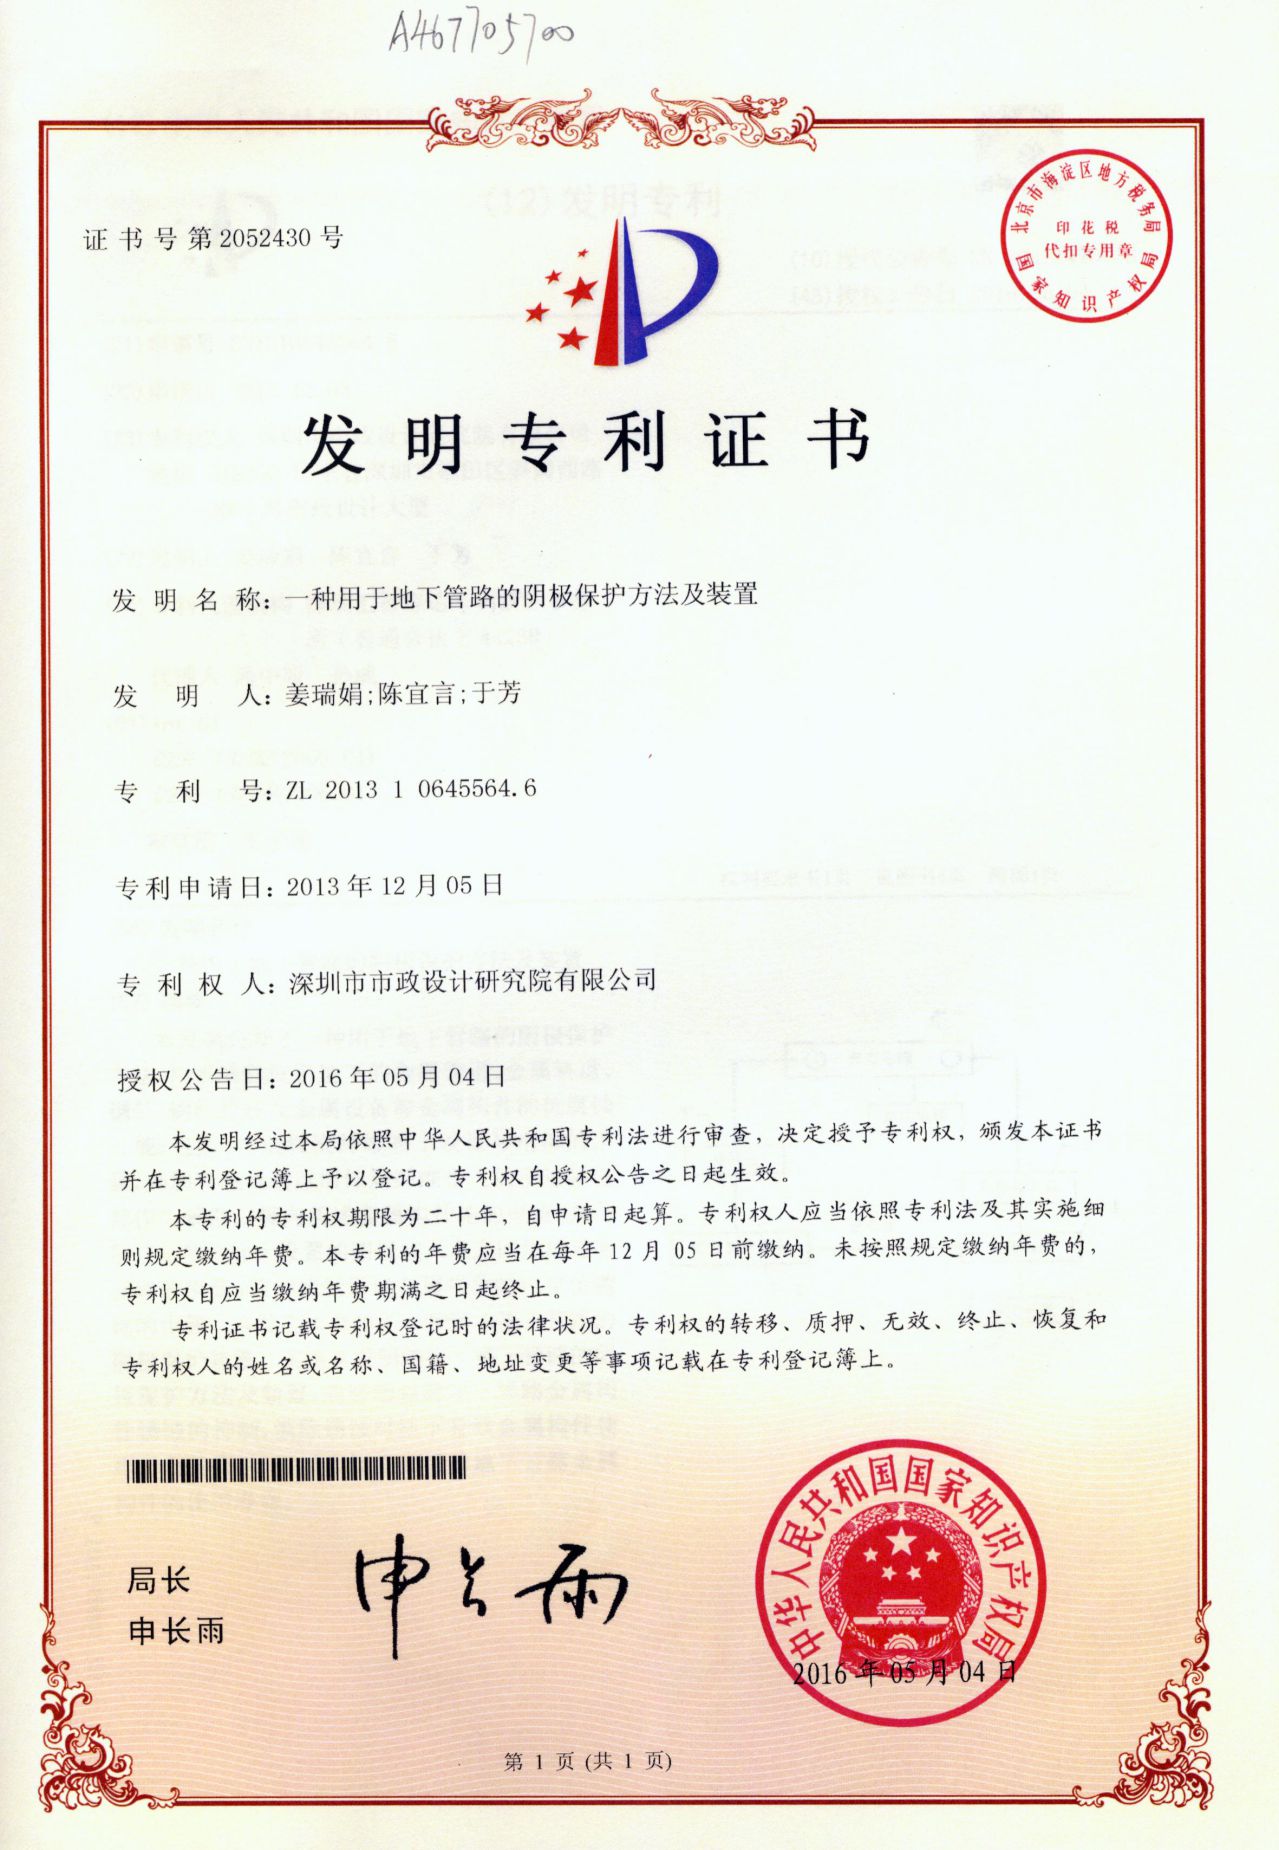 A467705700
证书号第2052430号
北京市海淀区地方税务局
印花税
代扣专用章
国家知识产权局
发明专利证书
发明名称：一种用于地下管路的阴极保护方法及装置
发明人：姜瑞娟;陈宜言;于芳
专利号：ZL 2013 1 0645564.6
专利申请日：2013年12月05日
专利权人：深圳市市政设计研究院有限公司
授权公告日：2016年05月04日
本发明经过本局依照中华人民共和国专利法进行审查，决定授予专利权，颁发本证书
并在专利登记簿上予以登记。专利权自授权公告之日起生效。
本专利的专利权期限为二十年，自申请日起算。专利权人应当依照专利法及其实施细
则规定缴纳年费。本专利的年费应当在每年12月05日前缴纳。未按照规定缴纳年费的，
专利权自应当缴纳年费期满之日起终止。
专利证书记载专利权登记时的法律状况。专利权的转移、质押、无效、终止、恢复和
专利权人的姓名或名称、国籍、地址变更等事项记载在专利登记簿上。
局长
申长雨
申长雨
中华人民共和国国家知识产权局
2016年05月04日
第1页(共1页)